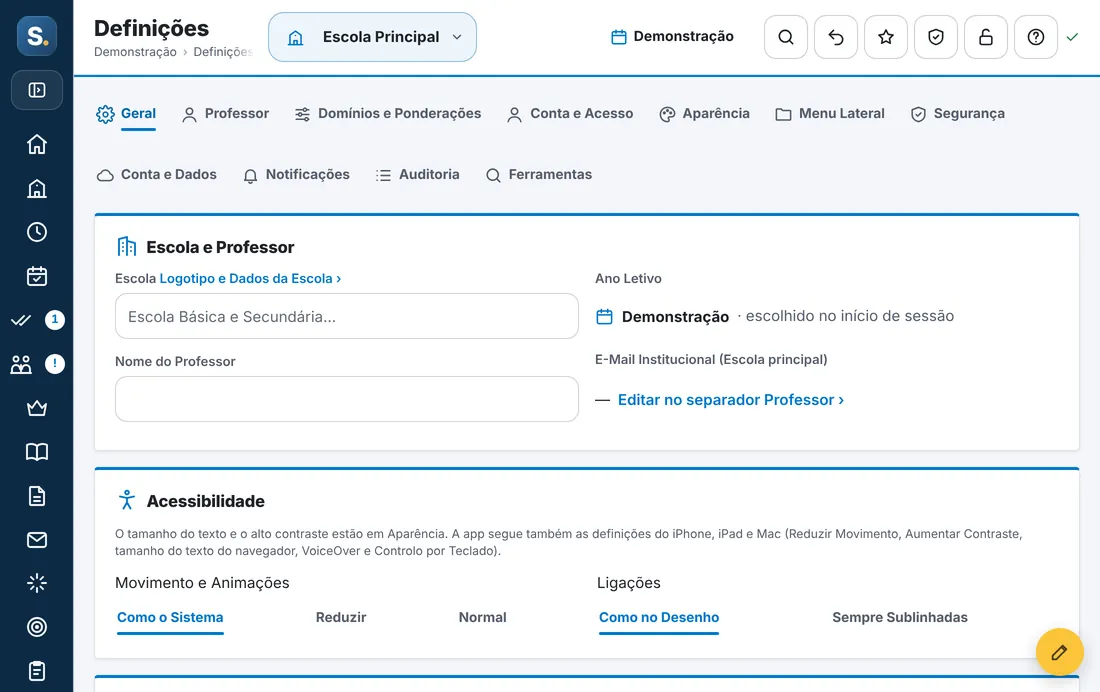 S.
Definições
Demonstração › Definições
Escola Principal
Demonstração
Geral
Professor
Domínios e Ponderações
Conta e Acesso
Aparência
Menu Lateral
Segurança
Conta e Dados
Notificações
Auditoria
Ferramentas
1
!
Escola e Professor
Escola Logotipo e Dados da Escola ›
Escola Básica e Secundária...
Nome do Professor
Ano Letivo
Demonstração · escolhido no início de sessão
E-Mail Institucional (Escola principal)
— Editar no separador Professor ›
Acessibilidade
O tamanho do texto e o alto contraste estão em Aparência. A app segue também as definições do iPhone, iPad e Mac (Reduzir Movimento, Aumentar Contraste,
tamanho do texto do navegador, VoiceOver e Controlo por Teclado).
Movimento e Animações
Como o Sistema
Reduzir
Normal
Ligações
Como no Desenho
Sempre Sublinhadas